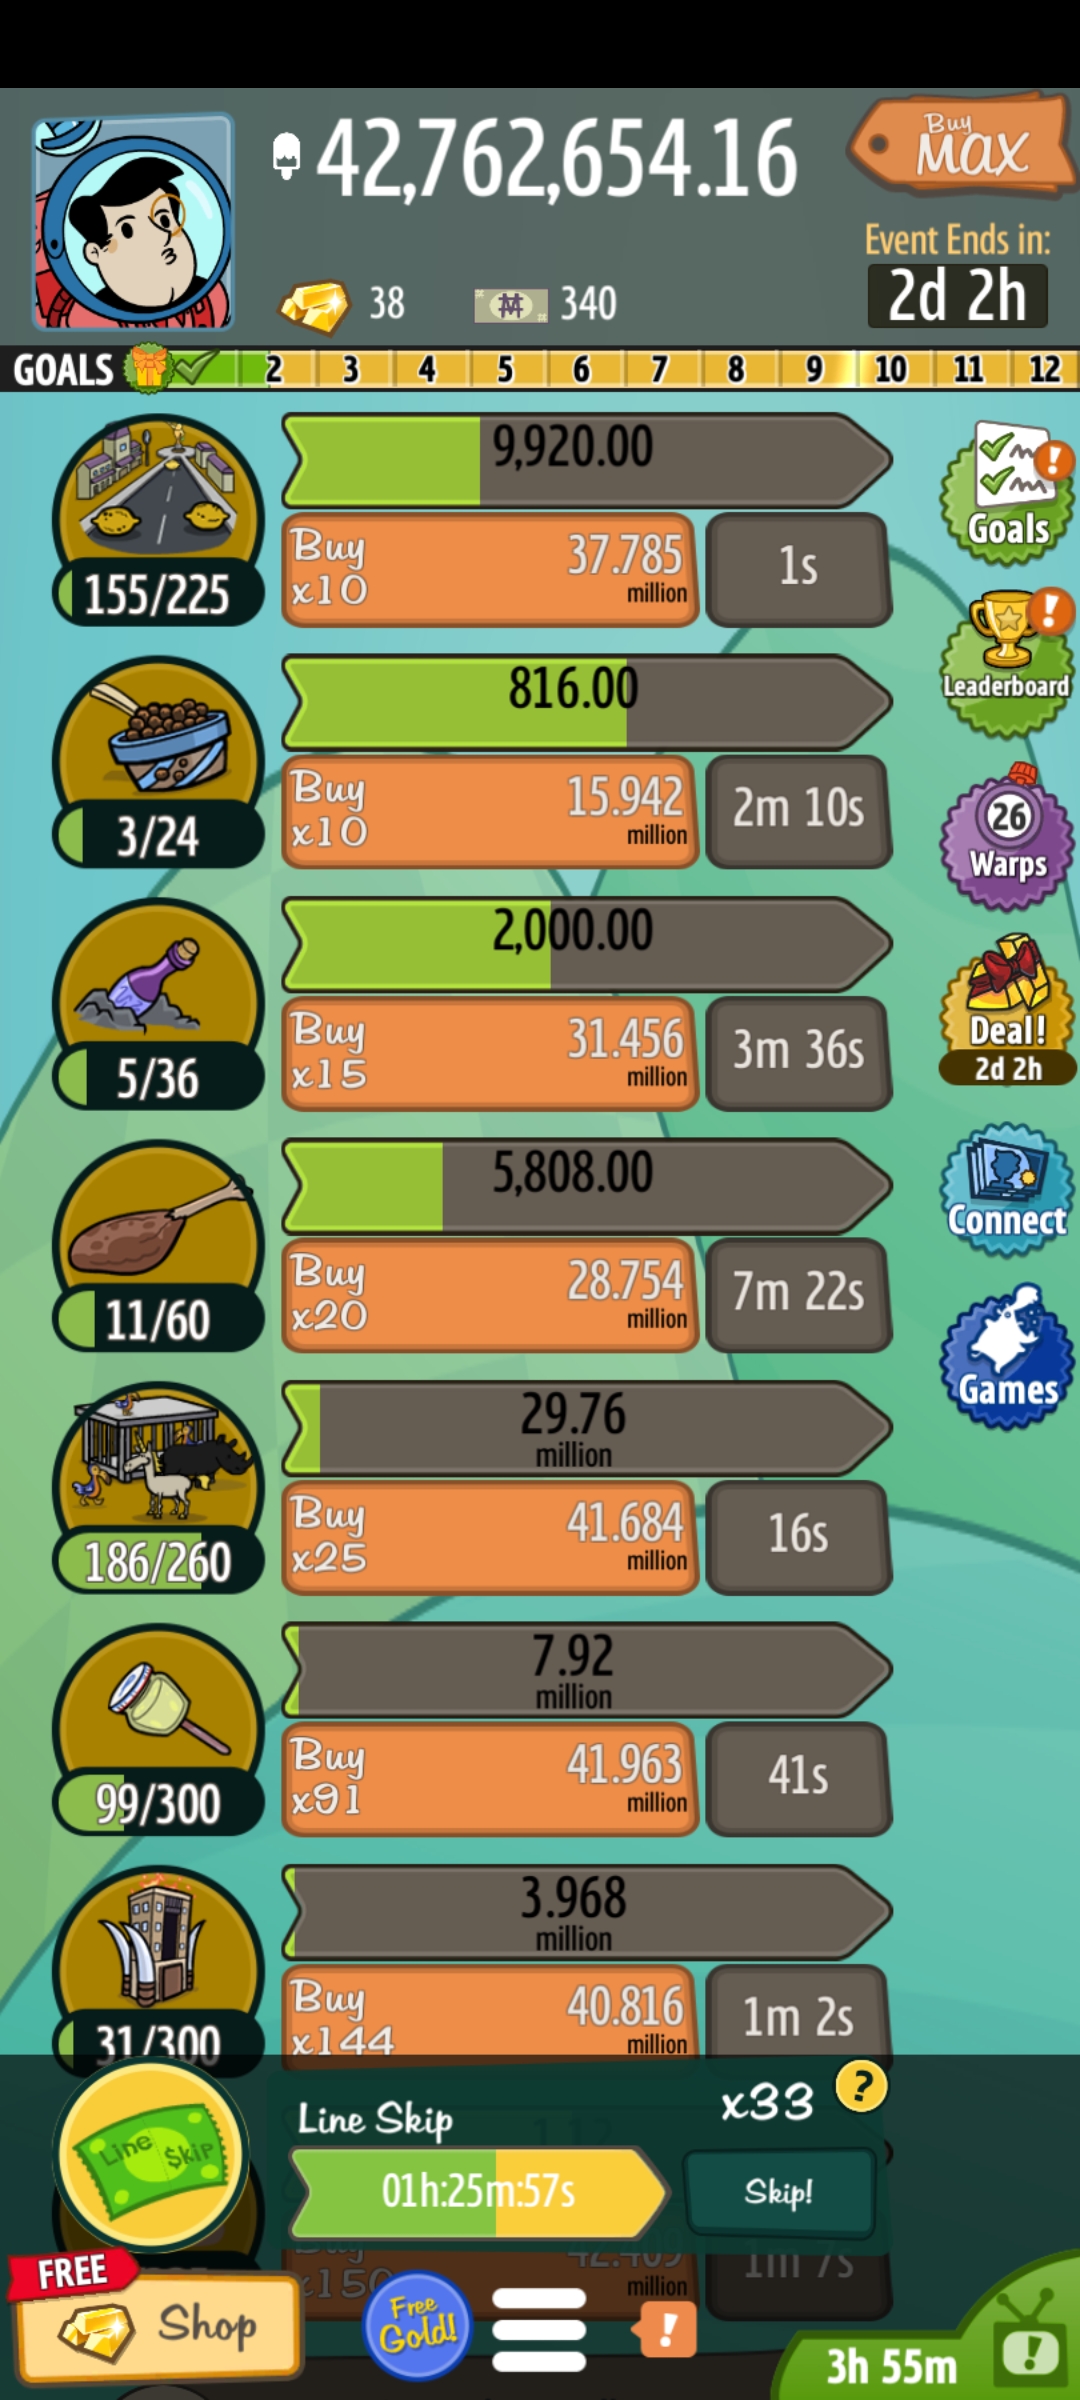 42,762,654.16
Buy
MAX
Event Ends in:
2d 2h
38
340
GOALS 2 3 4 5 6 7 8 9 10 11 12
9,920.00
155/225
Buy
x10
37.785
million
1s
Goals
816.00
3/24
Buy
x10
15.942
million
2m 10s
Leaderboard
26
Warps
2,000.00
5/36
Buy
x15
31.456
million
3m 36s
Deal!
2d 2h
5,808.00
11/60
Buy
x20
28.754
million
7m 22s
Connect
Games
29.76
million
186/260
Buy
x25
41.684
million
16s
7.92
million
99/300
Buy
x91
41.963
million
41s
3.968
million
31/300
Buy
x144
40.816
million
1m 2s
Line $kip
Line Skip
x33
?
01h:25m:57s
Skip!
Buy
x150
million
1m 7s
FREE
Shop
Free
Gold!
!
3h 55m